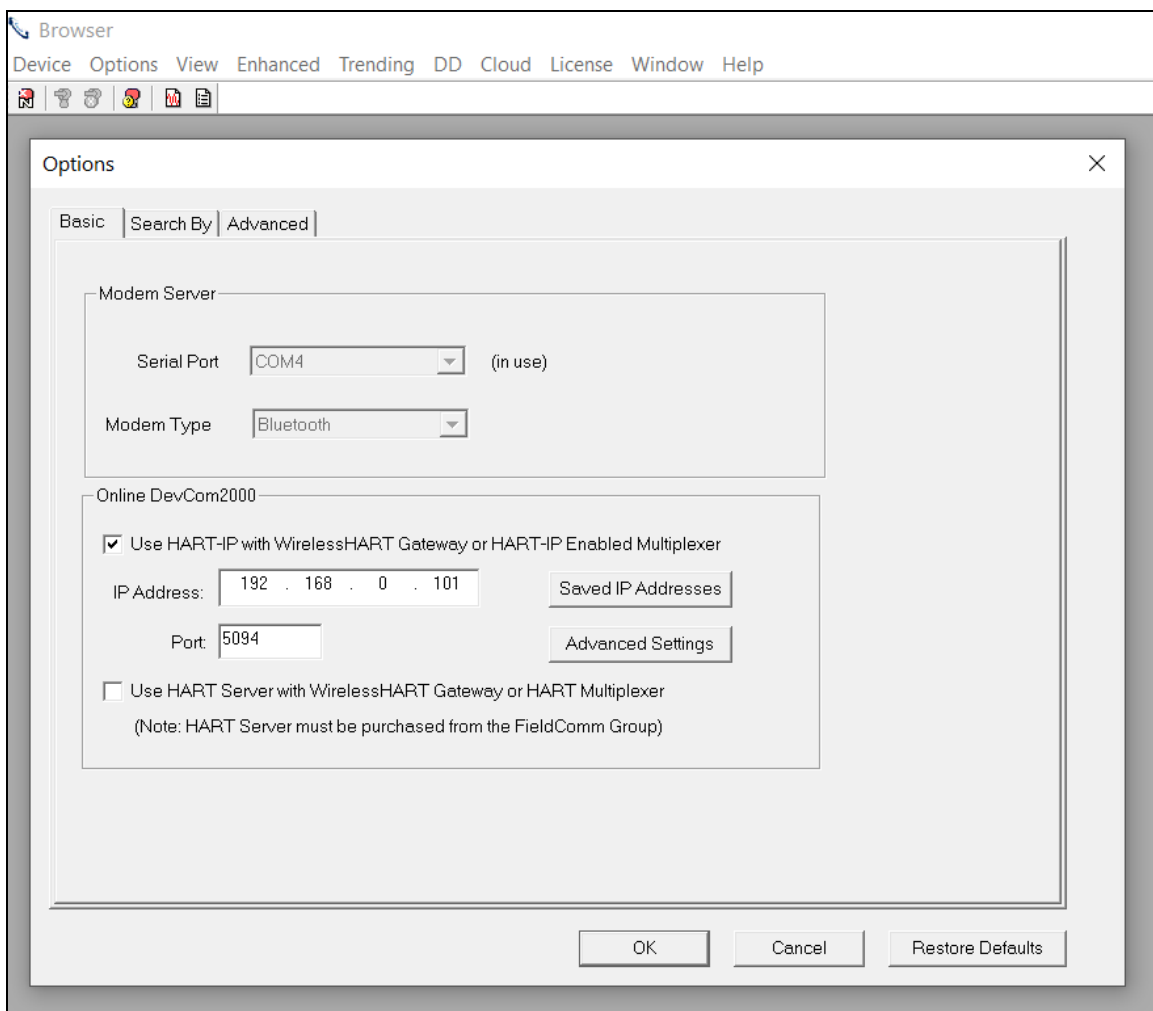 Browser
Device Options View Enhanced Trending DD Cloud License Window Help
Options
Basic Search By Advanced
Modem Server
Serial Port COM4 (in use)
Modem Type Bluetooth
Online DevCom2000
Use HART-IP with WirelessHART Gateway or HART-IP Enabled Multiplexer
IP Address: 192 . 168 . 0 . 101 Saved IP Addresses
Port: 5094 Advanced Settings
Use HART Server with WirelessHART Gateway or HART Multiplexer
(Note: HART Server must be purchased from the FieldComm Group)
OK Cancel Restore Defaults